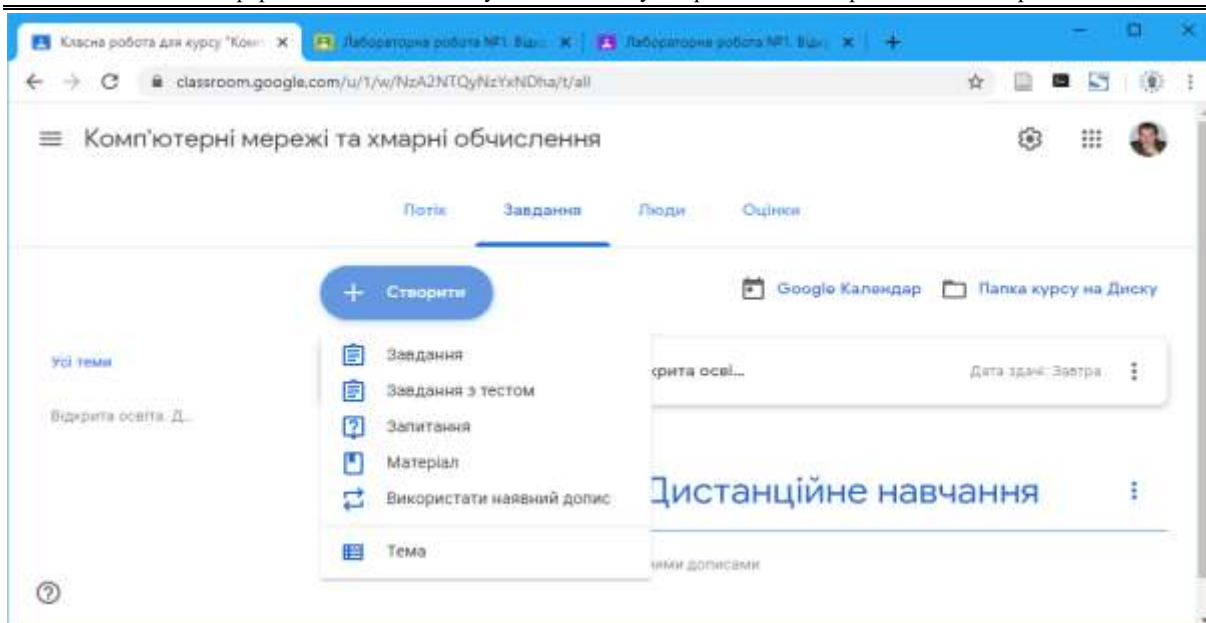 Класна робота для курсу "Ком
Лабораторна робота №1. Відк
Лабораторна робота №1. Відк
classroom.google.com/u/1/w/NzA2NTQyNzYxNDha/t/all
Комп'ютерні мережі та хмарні обчислення
Потік Завдання Люди Оцінки
Створити
Google Календар Папка курсу на Диску
Усі теми
Відкрита освіта. Д...
Завдання
Завдання з тестом
Запитання
Матеріал
Використати наявний допис
Тема
крита осві...
Дата здачі: Завтра
Дистанційне навчання
ними дописами